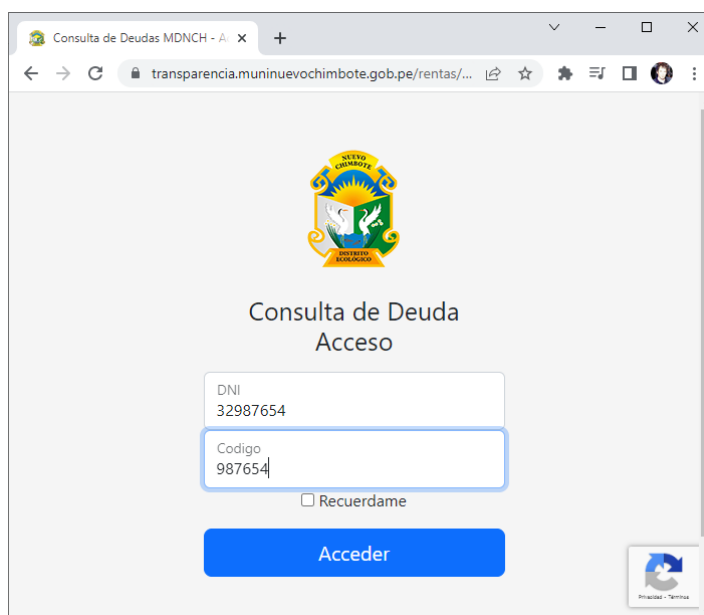 Consulta de Deudas MDNCH - A
transparencia.muninuevochimbote.gob.pe/rentas/...
NUEVO
CHIMBOTE
DISTRITO
ECOLÓGICO
Consulta de Deuda
Acceso
DNI
32987654
Codigo
987654
Recuerdame
Acceder
Privacidad - Términos